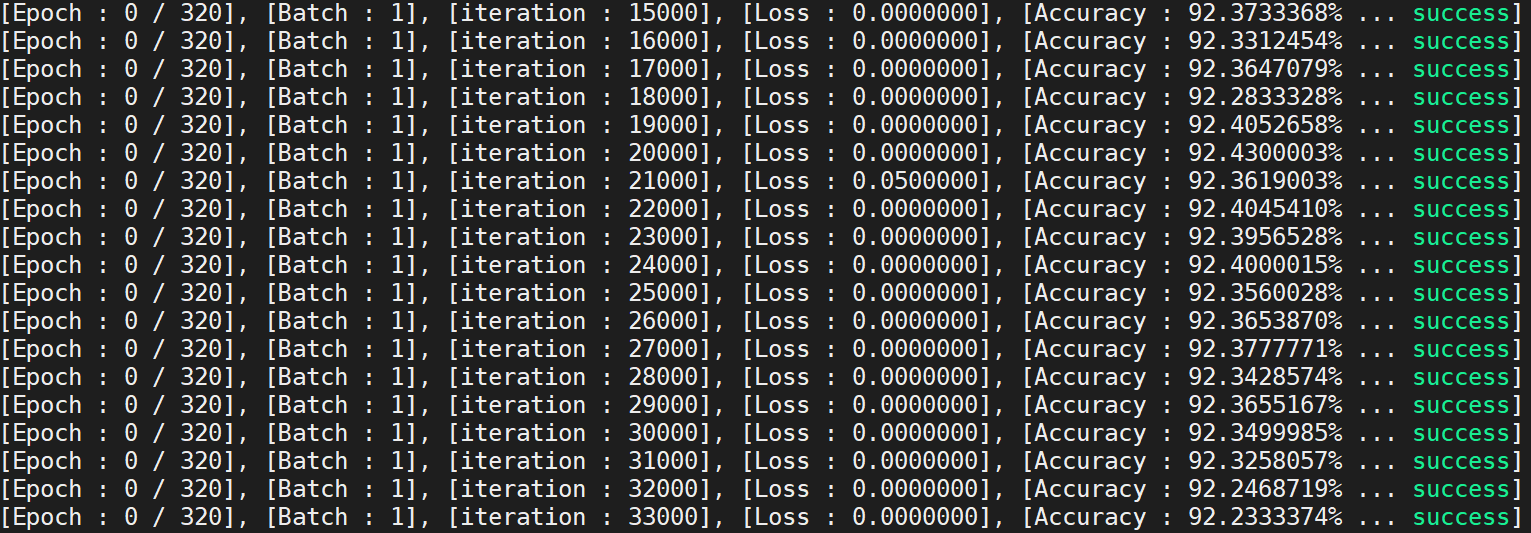 [Epoch : 0 / 320], [Batch : 1], [iteration : 15000], [Loss : 0.0000000], [Accuracy : 92.3733368% ... success]
[Epoch : 0 / 320], [Batch : 1], [iteration : 16000], [Loss : 0.0000000], [Accuracy : 92.3312454% ... success]
[Epoch : 0 / 320], [Batch : 1], [iteration : 17000], [Loss : 0.0000000], [Accuracy : 92.3647079% ... success]
[Epoch : 0 / 320], [Batch : 1], [iteration : 18000], [Loss : 0.0000000], [Accuracy : 92.2833328% ... success]
[Epoch : 0 / 320], [Batch : 1], [iteration : 19000], [Loss : 0.0000000], [Accuracy : 92.4052658% ... success]
[Epoch : 0 / 320], [Batch : 1], [iteration : 20000], [Loss : 0.0000000], [Accuracy : 92.4300003% ... success]
[Epoch : 0 / 320], [Batch : 1], [iteration : 21000], [Loss : 0.0500000], [Accuracy : 92.3619003% ... success]
[Epoch : 0 / 320], [Batch : 1], [iteration : 22000], [Loss : 0.0000000], [Accuracy : 92.4045410% ... success]
[Epoch : 0 / 320], [Batch : 1], [iteration : 23000], [Loss : 0.0000000], [Accuracy : 92.3956528% ... success]
[Epoch : 0 / 320], [Batch : 1], [iteration : 24000], [Loss : 0.0000000], [Accuracy : 92.4000015% ... success]
[Epoch : 0 / 320], [Batch : 1], [iteration : 25000], [Loss : 0.0000000], [Accuracy : 92.3560028% ... success]
[Epoch : 0 / 320], [Batch : 1], [iteration : 26000], [Loss : 0.0000000], [Accuracy : 92.3653870% ... success]
[Epoch : 0 / 320], [Batch : 1], [iteration : 27000], [Loss : 0.0000000], [Accuracy : 92.3777771% ... success]
[Epoch : 0 / 320], [Batch : 1], [iteration : 28000], [Loss : 0.0000000], [Accuracy : 92.3428574% ... success]
[Epoch : 0 / 320], [Batch : 1], [iteration : 29000], [Loss : 0.0000000], [Accuracy : 92.3655167% ... success]
[Epoch : 0 / 320], [Batch : 1], [iteration : 30000], [Loss : 0.0000000], [Accuracy : 92.3499985% ... success]
[Epoch : 0 / 320], [Batch : 1], [iteration : 31000], [Loss : 0.0000000], [Accuracy : 92.3258057% ... success]
[Epoch : 0 / 320], [Batch : 1], [iteration : 32000], [Loss : 0.0000000], [Accuracy : 92.2468719% ... success]
[Epoch : 0 / 320], [Batch : 1], [iteration : 33000], [Loss : 0.0000000], [Accuracy : 92.2333374% ... success]